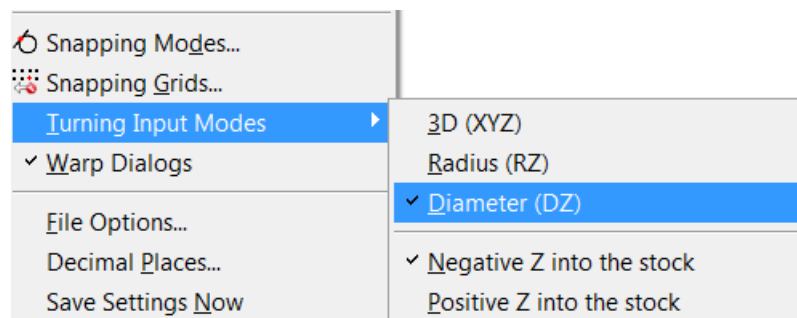 Snapping Modes...
Snapping Grids...
Turning Input Modes
Warp Dialogs
File Options...
Decimal Places...
Save Settings Now
3D (XYZ)
Radius (RZ)
Diameter (DZ)
Negative Z into the stock
Positive Z into the stock